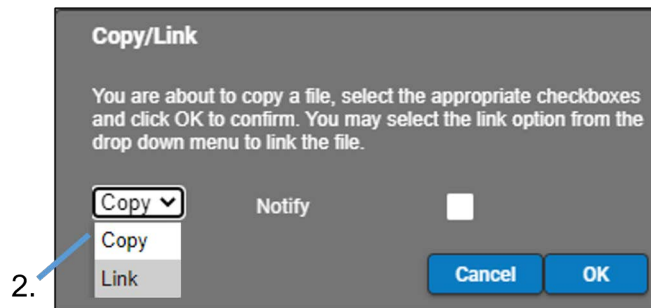 Copy/Link
You are about to copy a file, select the appropriate checkboxes
and click OK to confirm. You may select the link option from the
drop down menu to link the file.
Copy Notify
Copy
2. Link
Cancel OK